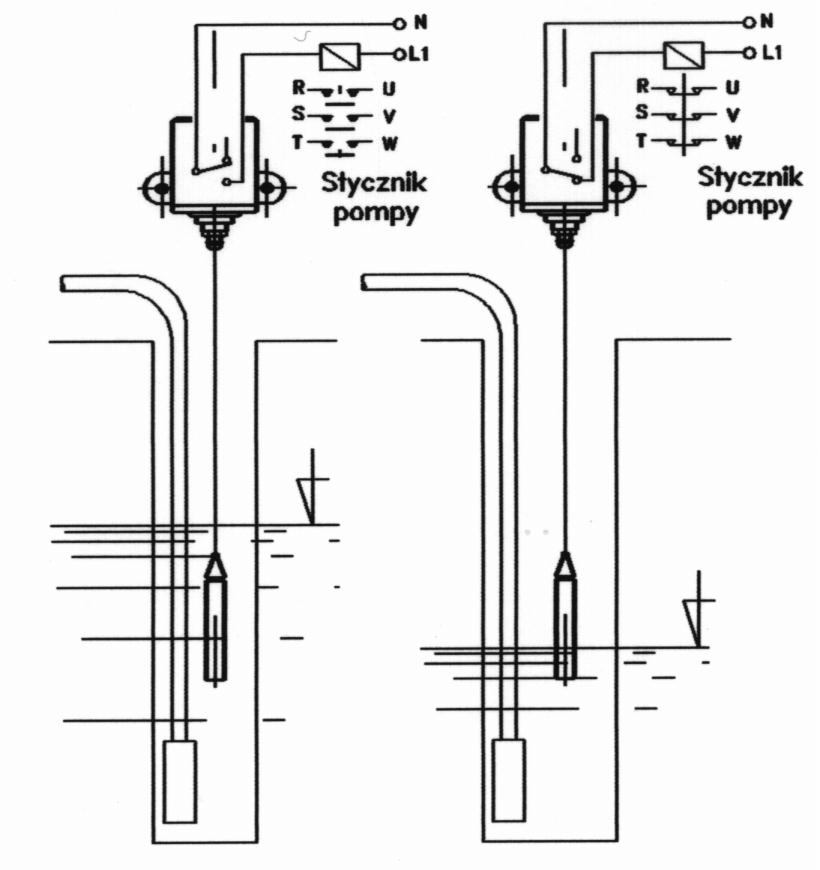 N
L1
R U
S V
T W
Stycznik
pompy
N
L1
R U
S V
T W
Stycznik
pompy